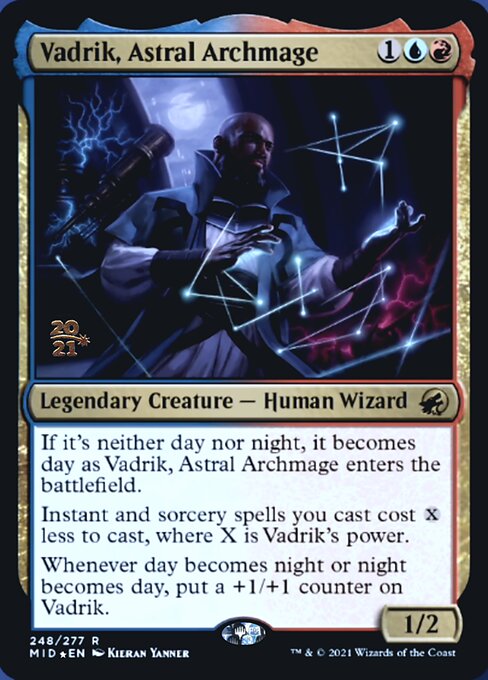 Vadrik, Astral Archmage 1
20
21
Legendary Creature — Human Wizard
If it's neither day nor night, it becomes
day as Vadrik, Astral Archmage enters the
battlefield.
Instant and sorcery spells you cast cost X
less to cast, where X is Vadrik's power.
Whenever day becomes night or night
becomes day, put a +1/+1 counter on
Vadrik.
1/2
248/277 R
MID★EN Kieran Yanner
™ & © 2021 Wizards of the Coast